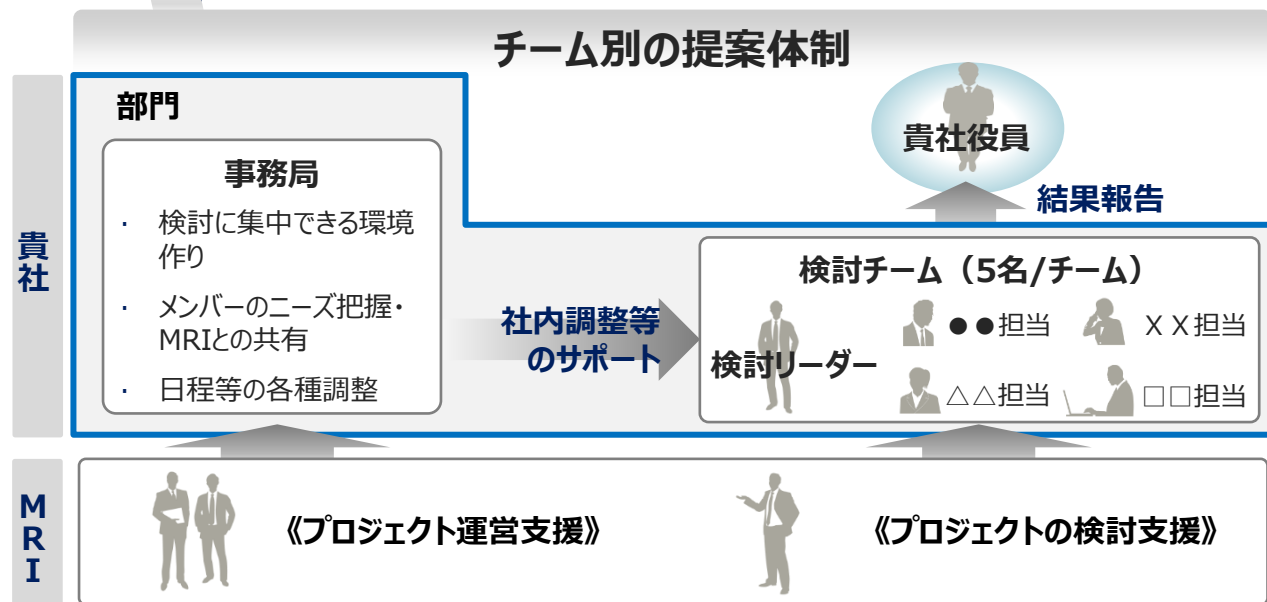 チーム別の提案体制
貴社
部門
事務局
・ 検討に集中できる環境
作り
・ メンバーのニーズ把握・
MRIとの共有
・ 日程等の各種調整
社内調整等
のサポート
貴社役員
結果報告
検討チーム（5名/チーム）
検討リーダー
●●担当
ＸＸ担当
△△担当
□□担当
MRI
《プロジェクト運営支援》
《プロジェクトの検討支援》